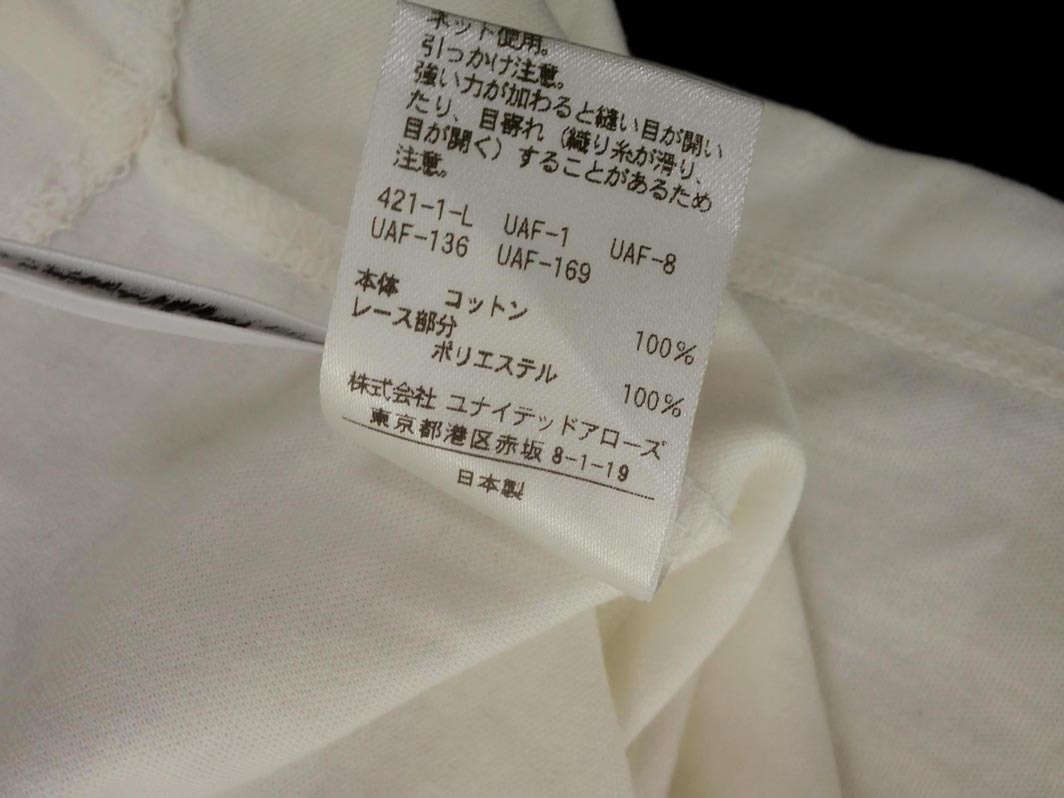 ネット使用。
引っかけ注意。
強い力が加わると縫い目が開い
たり、目寄れ（織り糸が滑り、
目が開く）することがあるため
注意。
421-1-L UAF-1 UAF-8
UAF-136 UAF-169
本体 コットン 100%
レース部分
ポリエステル 100%
株式会社 ユナイテッドアローズ
東京都港区赤坂 8-1-19
日本製